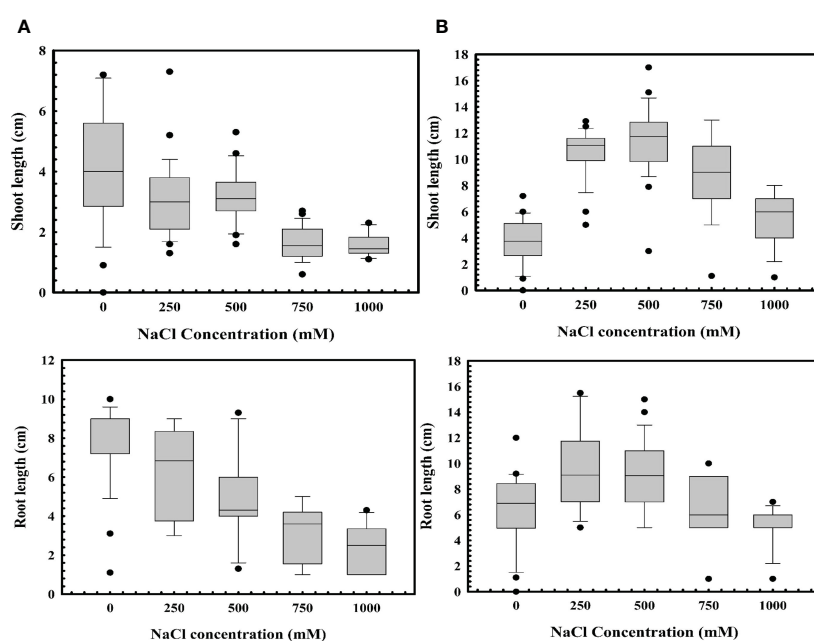 A
Shoot length (cm)
8
6
4
2
0
0 250 500 750 1000
NaCl Concentration (mM)
B
Shoot length (cm)
18
16
14
12
10
8
6
4
2
0
0 250 500 750 1000
NaCl concentration (mM)
Root length (cm)
12
10
8
6
4
2
0
0 250 500 750 1000
NaCl concentration (mM)
Root length (cm)
18
16
14
12
10
8
6
4
2
0
0 250 500 750 1000
NaCl concentration (mM)